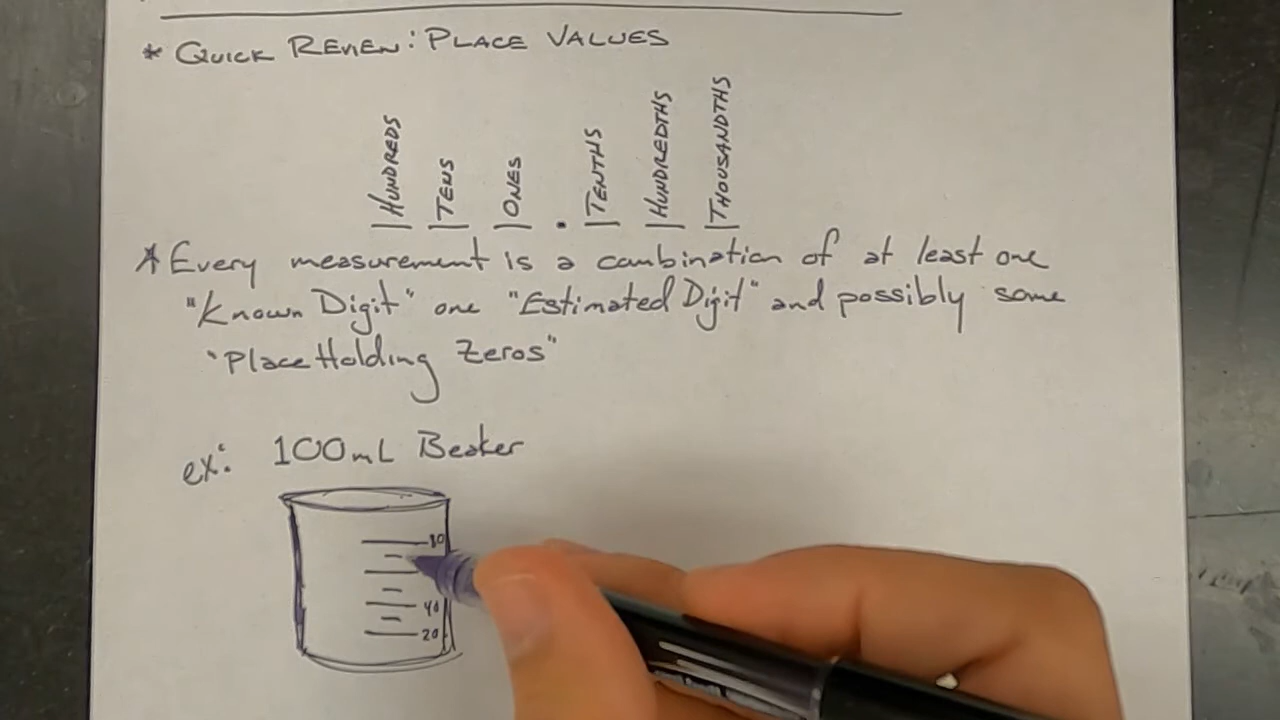 * QUICK REVIEW: PLACE VALUES
HUNDREDS TENS ONES . TENTHS HUNDREDTHS THOUSANDTHS
* Every measurement is a combination of at least one
"Known Digit" one "Estimated Digit" and possibly some
"Place Holding Zeros"
ex: 100mL Beaker
80
40
20